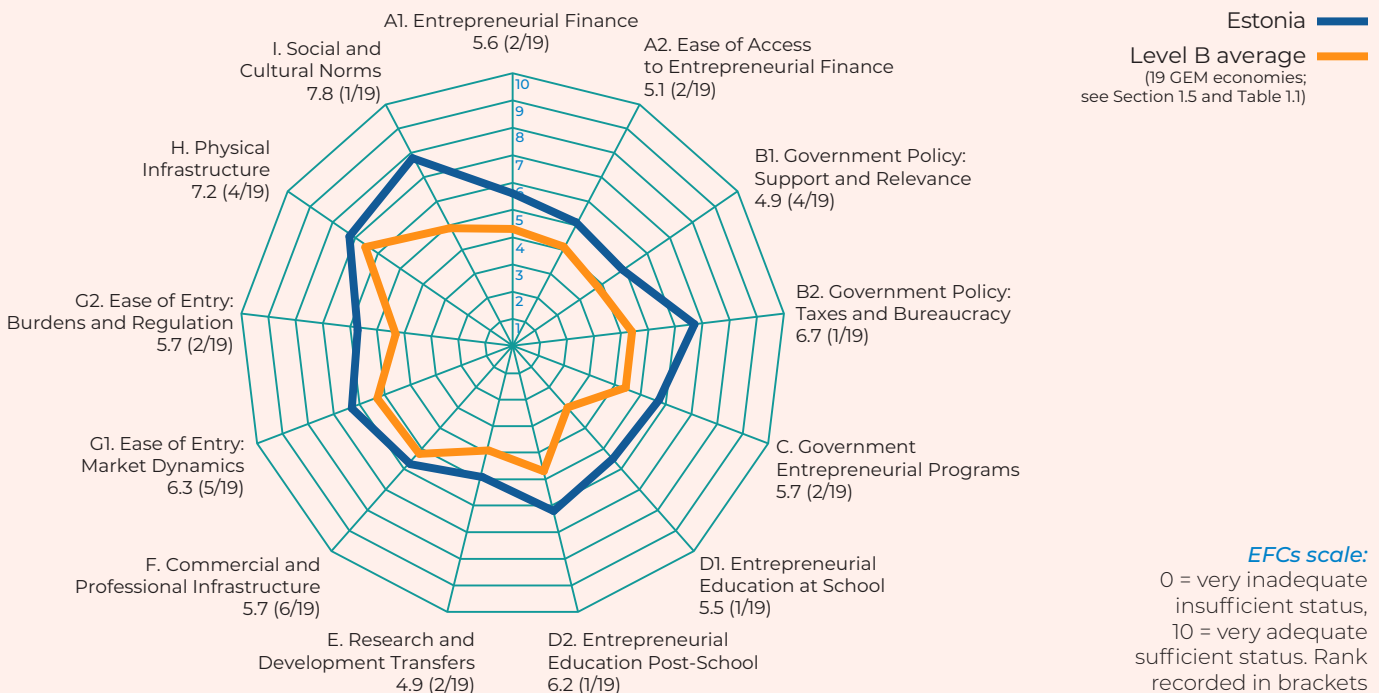 A1. Entrepreneurial Finance
5.6 (2/19)
A2. Ease of Access
to Entrepreneurial Finance
5.1 (2/19)
B1. Government Policy:
Support and Relevance
4.9 (4/19)
B2. Government Policy:
Taxes and Bureaucracy
6.7 (1/19)
C. Government
Entrepreneurial Programs
5.7 (2/19)
D1. Entrepreneurial
Education at School
5.5 (1/19)
D2. Entrepreneurial
Education Post-School
6.2 (1/19)
E. Research and
Development Transfers
4.9 (2/19)
F. Commercial and
Professional Infrastructure
5.7 (6/19)
G1. Ease of Entry:
Market Dynamics
6.3 (5/19)
G2. Ease of Entry:
Burdens and Regulation
5.7 (2/19)
H. Physical
Infrastructure
7.2 (4/19)
I. Social and
Cultural Norms
7.8 (1/19)
10
9
8
7
6
5
4
3
2
1
Estonia
Level B average
(19 GEM economies;
see Section 1.5 and Table 1.1)
EFCs scale:
0 = very inadequate
insufficient status,
10 = very adequate
sufficient status. Rank
recorded in brackets